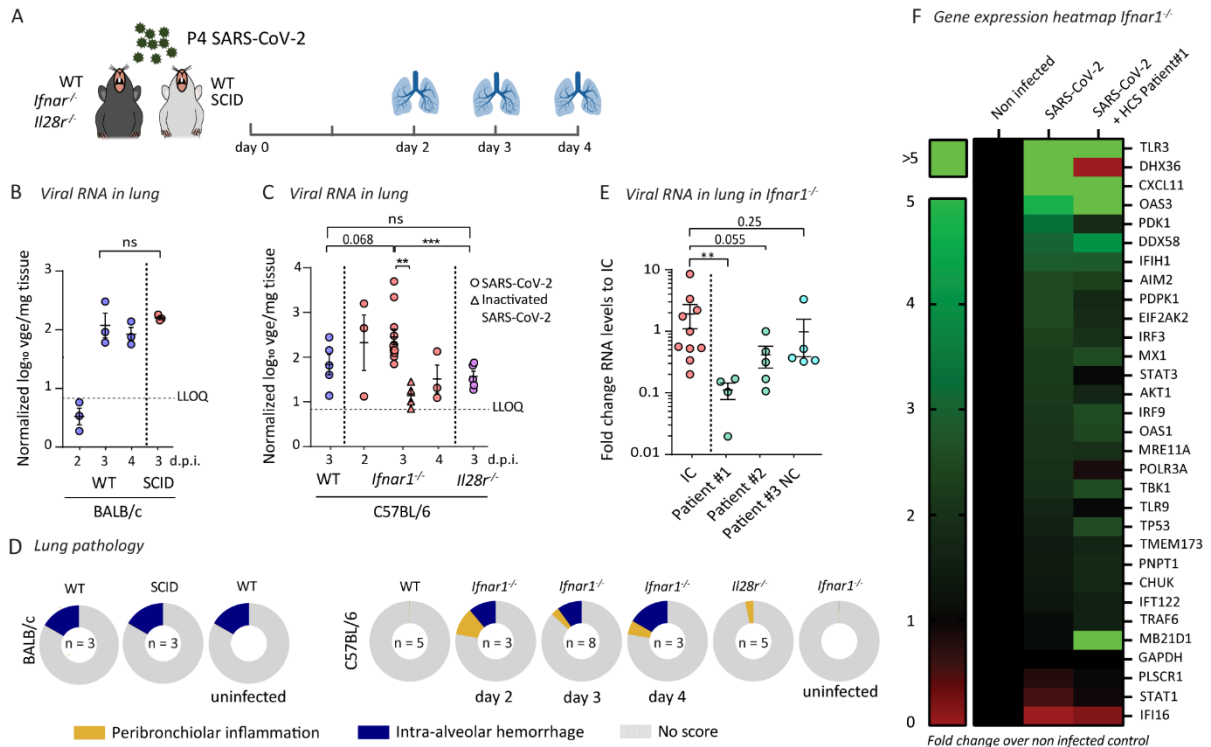 A
P4 SARS-CoV-2
WT
Ifnar-/-
Il28r-/-
WT
SCID
day 0
day 2
day 3
day 4
B Viral RNA in lung
Normalized log₁₀ vge/mg tissue
4
3
2
1
0
ns
LLOQ
2 3 4 3 d.p.i.
WT SCID
BALB/c
C Viral RNA in lung
Normalized log₁₀ vge/mg tissue
4
3
2
1
0
ns
0.068
***
**
SARS-CoV-2
Inactivated
SARS-CoV-2
LLOQ
3 2 3 4 3 d.p.i.
WT Ifnar1-/- Il28r-/-
C57BL/6
E Viral RNA in lung in Ifnar1-/-
Fold change RNA levels to IC
10
1
0.1
0.01
0.25
0.055
**
IC
Patient #1
Patient #2
Patient #3 NC
D Lung pathology
BALB/c
WT
n = 3
SCID
n = 3
WT
n = 5
uninfected
C57BL/6
WT
n = 5
Ifnar1-/-
n = 3
day 2
Ifnar1-/-
n = 8
day 3
Ifnar1-/-
n = 3
day 4
Il28r-/-
n = 5
Ifnar1-/-
uninfected
Peribronchiolar inflammation
Intra-alveolar hemorrhage
No score
F Gene expression heatmap Ifnar1-/-
Non infected
SARS-CoV-2
SARS-CoV-2
+ HCS Patient#1
>5
5
4
3
2
1
0
TLR3
DHX36
CXCL11
OAS3
PDK1
DDX58
IFIH1
AIM2
PDPK1
EIF2AK2
IRF3
MX1
STAT3
AKT1
IRF9
OAS1
MRE11A
POLR3A
TBK1
TLR9
TP53
TMEM173
PNPT1
CHUK
IFT122
TRAF6
MB21D1
GAPDH
PLSCR1
STAT1
IFI16
Fold change over non infected control